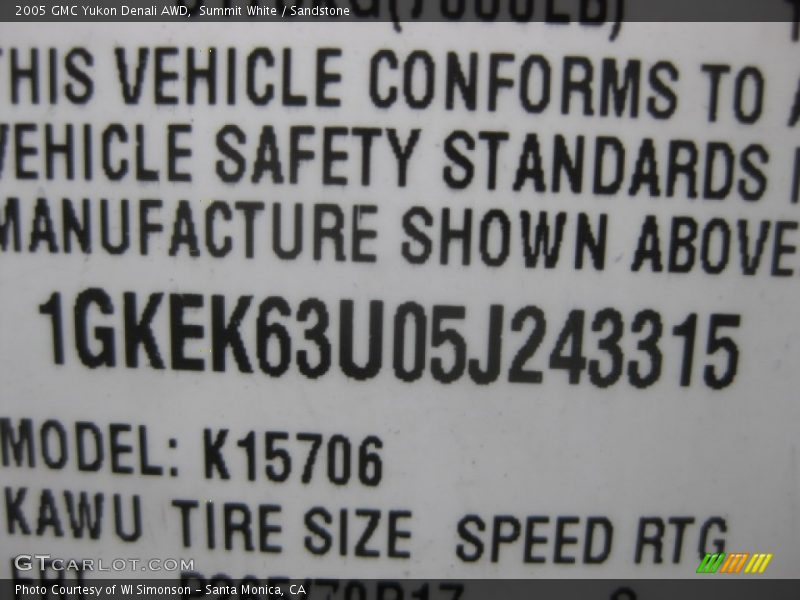 2005 GMC Yukon Denali AWD, Summit White / Sandstone
THIS VEHICLE CONFORMS TO A
VEHICLE SAFETY STANDARDS
MANUFACTURE SHOWN ABOVE
1GKEK63U05J243315
MODEL: K15706
KAWU TIRE SIZE SPEED RTG
GTcarlot.com
Photo Courtesy of WI Simonson - Santa Monica, CA